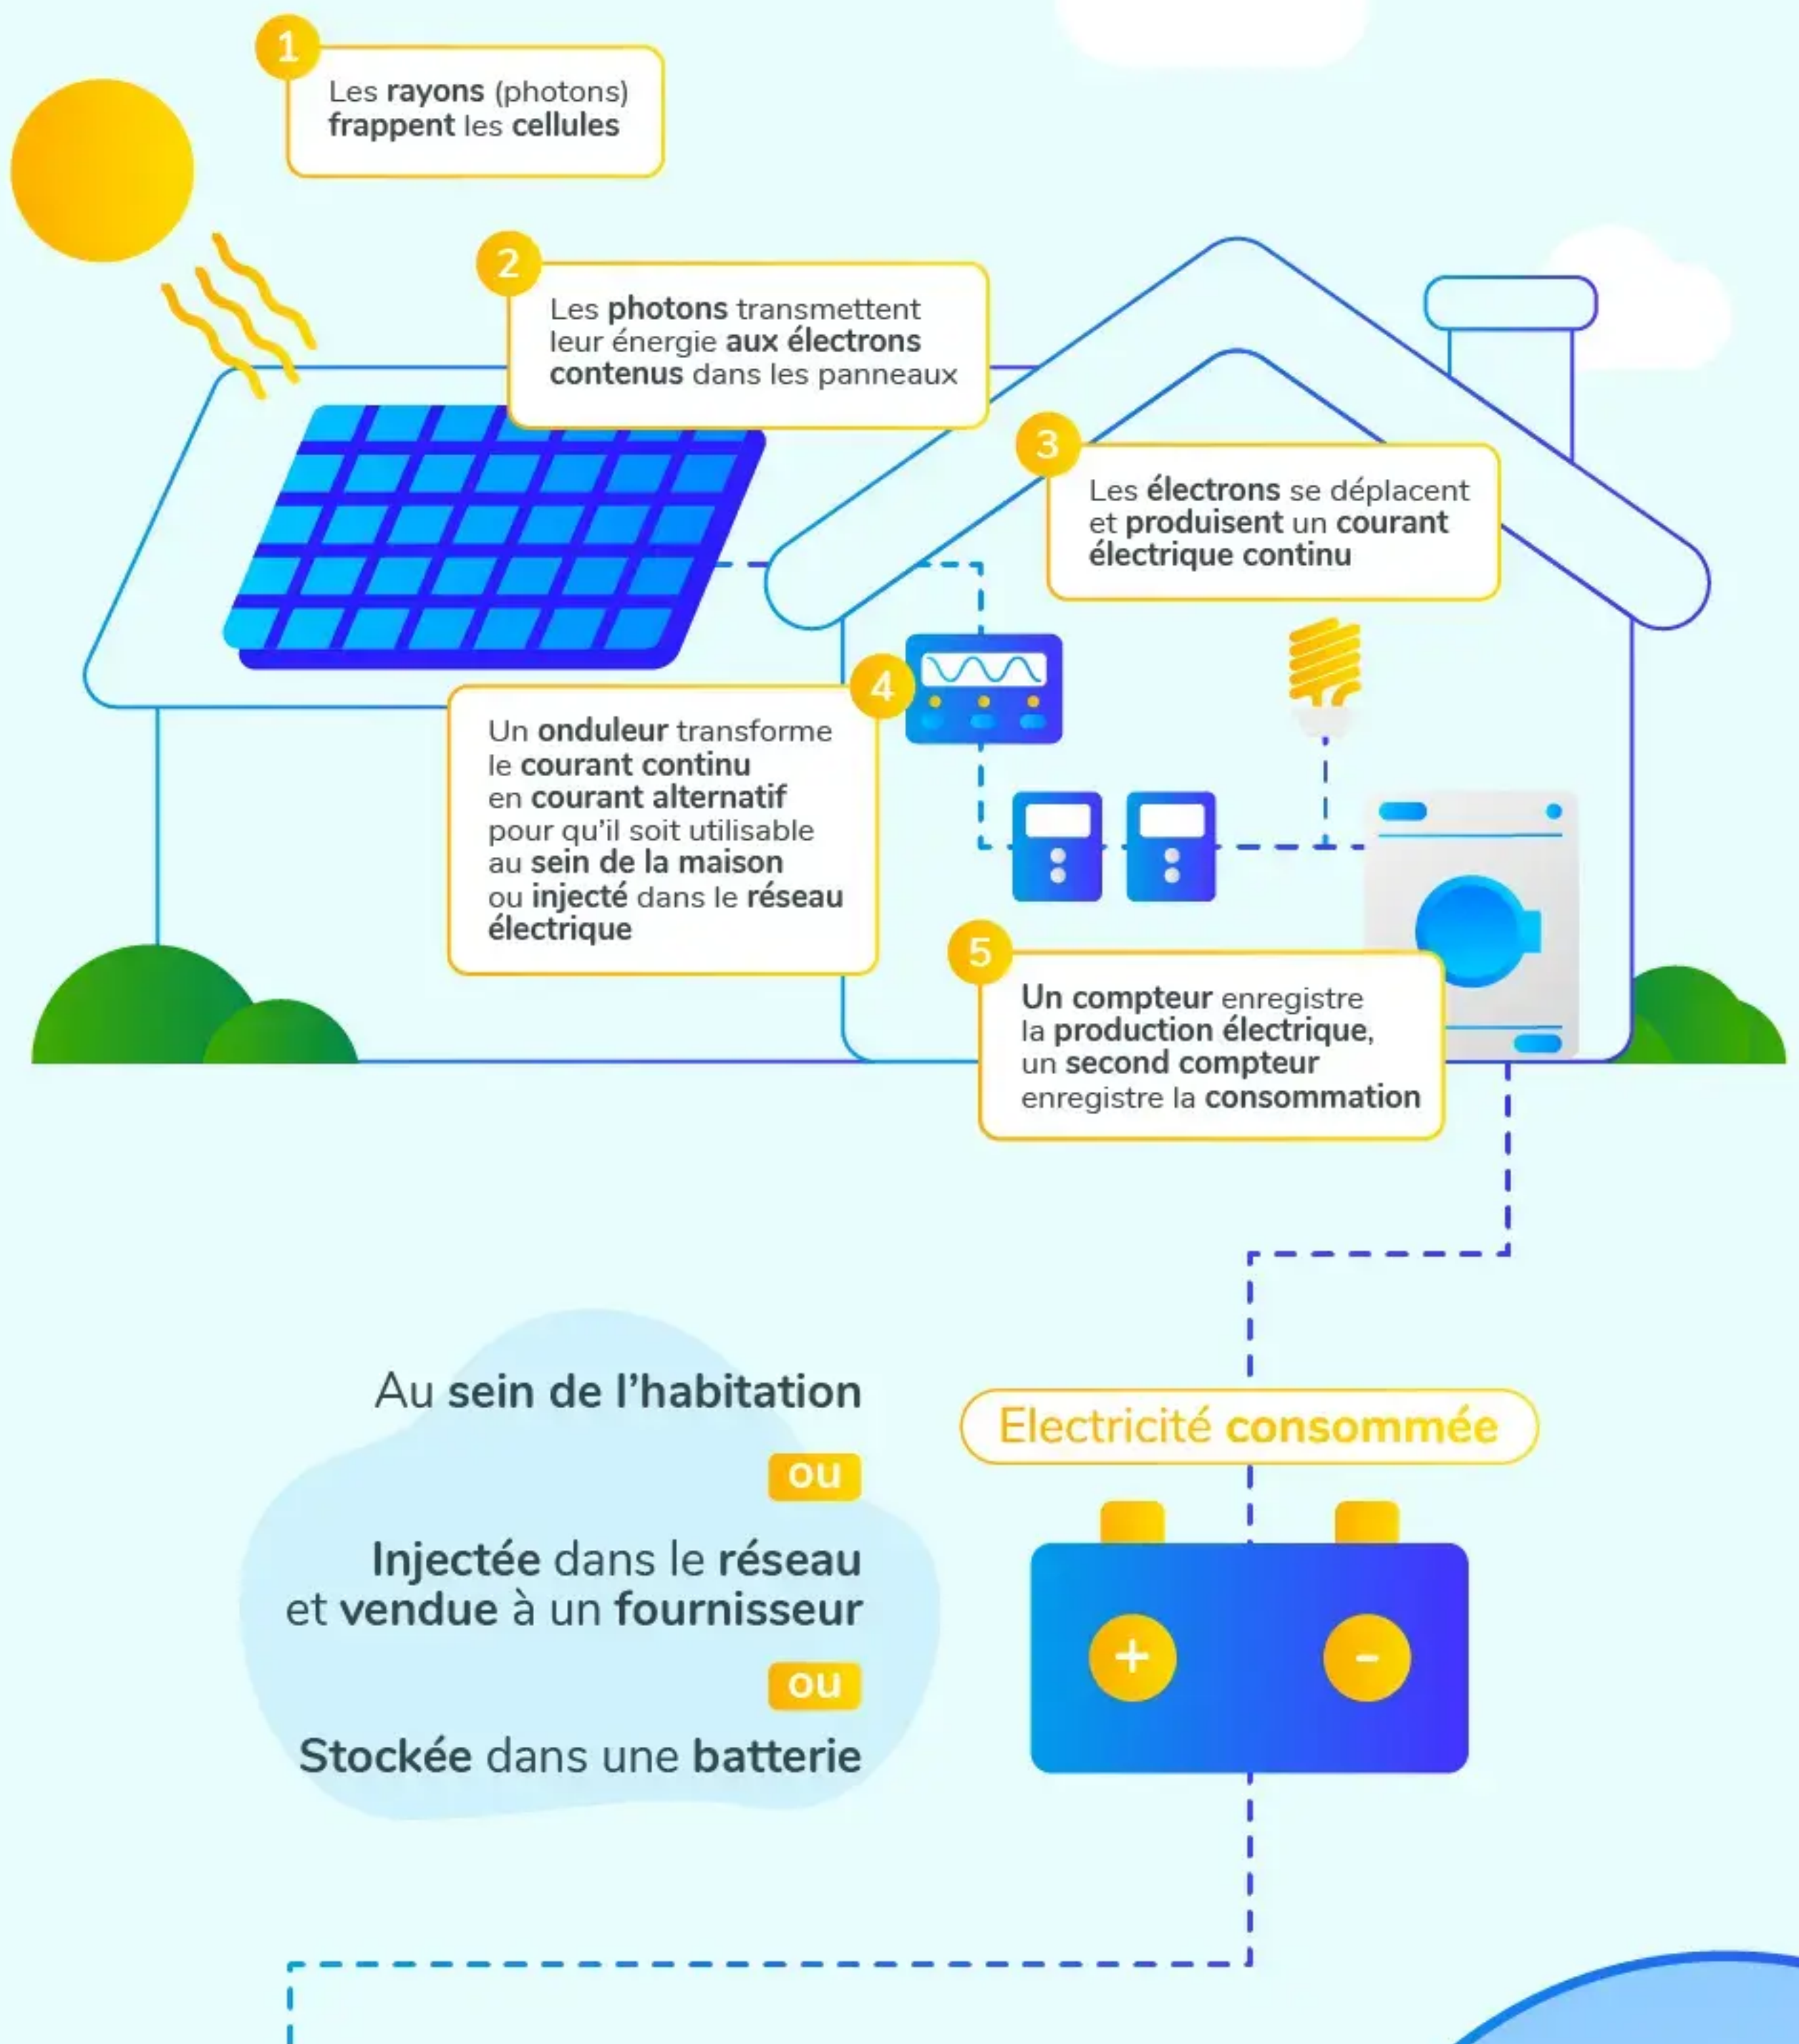 1
Les rayons (photons)
frappent les cellules
2
Les photons transmettent
leur énergie aux électrons
contenus dans les panneaux
3
Les électrons se déplacent
et produisent un courant
électrique continu
4
Un onduleur transforme
le courant continu
en courant alternatif
pour qu'il soit utilisable
au sein de la maison
ou injecté dans le réseau
électrique
5
Un compteur enregistre
la production électrique,
un second compteur
enregistre la consommation
Au sein de l'habitation
ou
Injectée dans le réseau
et vendue à un fournisseur
ou
Stockée dans une batterie
Electricité consommée
+ -